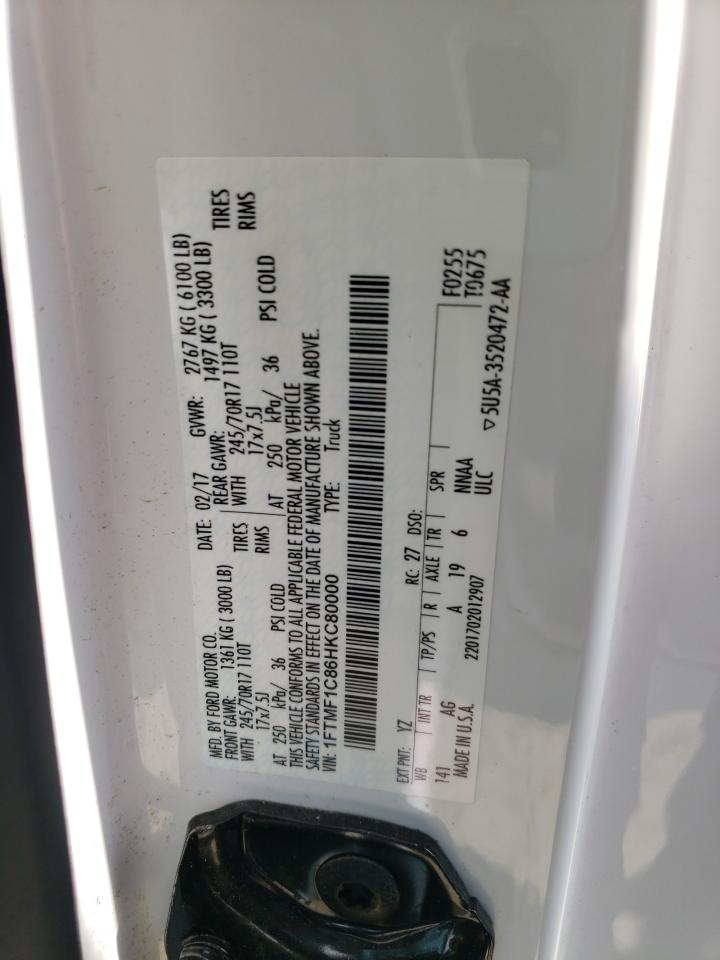 MFD. BY FORD MOTOR CO. DATE: 02/17 GVWR: 2767 KG ( 6100 LB)
FRONT GAWR: 1361 KG ( 3000 LB) REAR GAWR: 1497 KG ( 3300 LB)
WITH 245/70R17 110T TIRES WITH 245/70R17 110T TIRES
17x7.5J RIMS 17x7.5J RIMS
AT 250 kPa/ 36 PSI COLD AT 250 kPa/ 36 PSI COLD
THIS VEHICLE CONFORMS TO ALL APPLICABLE FEDERAL MOTOR VEHICLE
SAFETY STANDARDS IN EFFECT ON THE DATE OF MANUFACTURE SHOWN ABOVE.
VIN: 1FTMF1C86HKC80000 TYPE: Truck
EXT PNT: YZ RC: 27 DSO: F0255
WB INT TR TP/PS R AXLE TR SPR T0675
141 AG A 19 6 NNAA
MADE IN U.S.A. 2201702012907 ULC
▽5U5A-3520472-AA